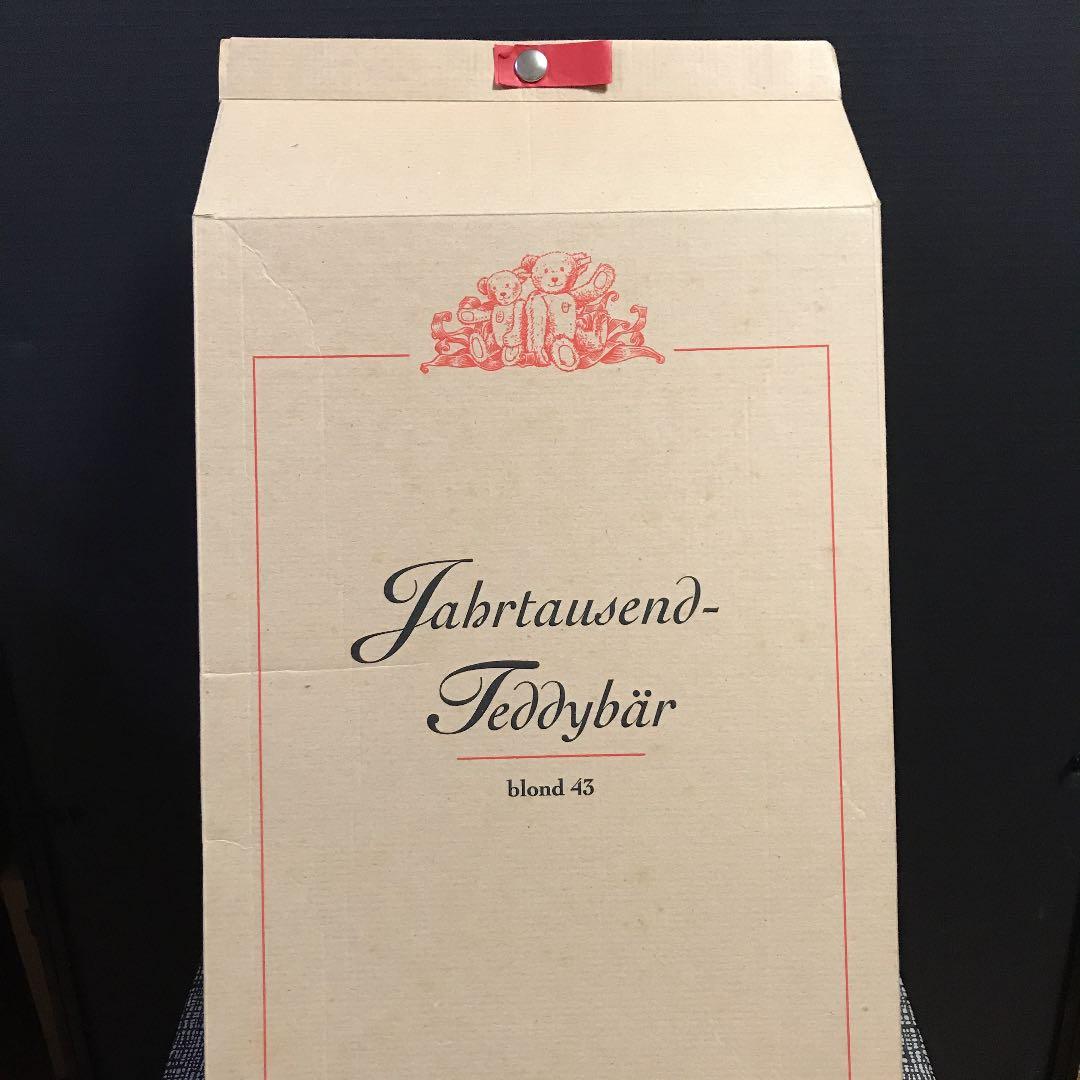 Jahrtausend-
Teddybär
blond 43